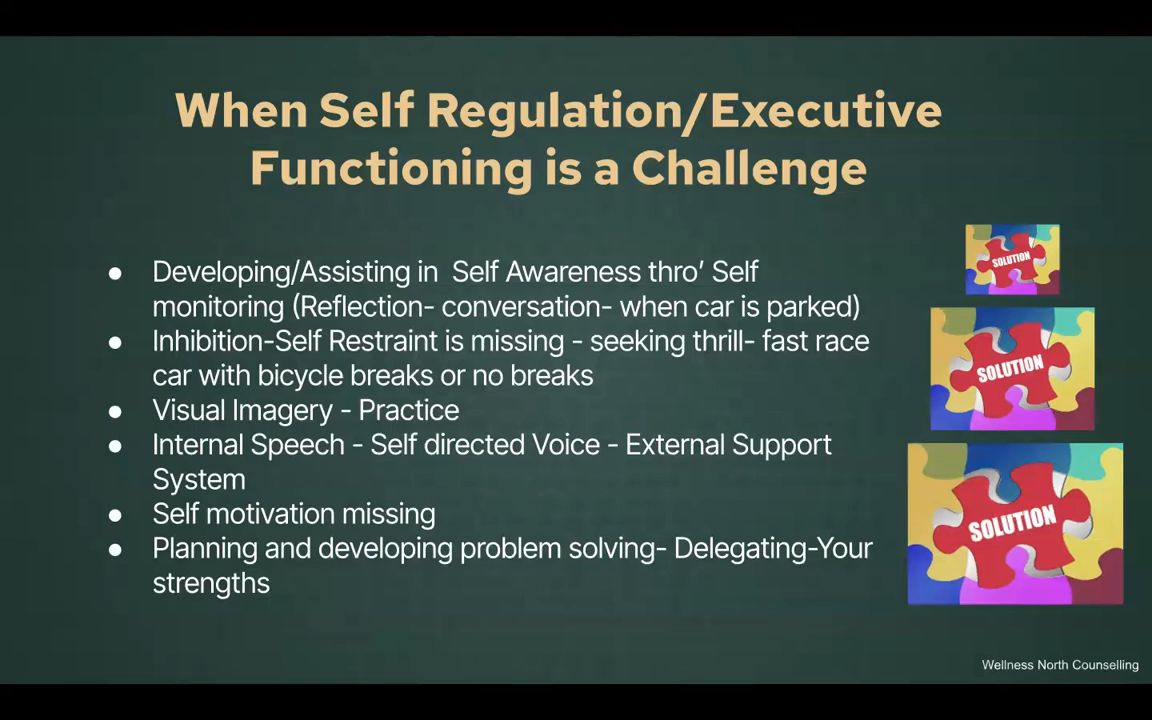 When Self Regulation/Executive
Functioning is a Challenge
● Developing/Assisting in  Self Awareness thro’ Self
monitoring (Reflection- conversation- when car is parked)
● Inhibition-Self Restraint is missing - seeking thrill- fast race
car with bicycle breaks or no breaks
● Visual Imagery - Practice
● Internal Speech - Self directed Voice - External Support
System
● Self motivation missing
● Planning and developing problem solving- Delegating-Your
strengths
SOLUTION
SOLUTION
SOLUTION
Wellness North Counselling